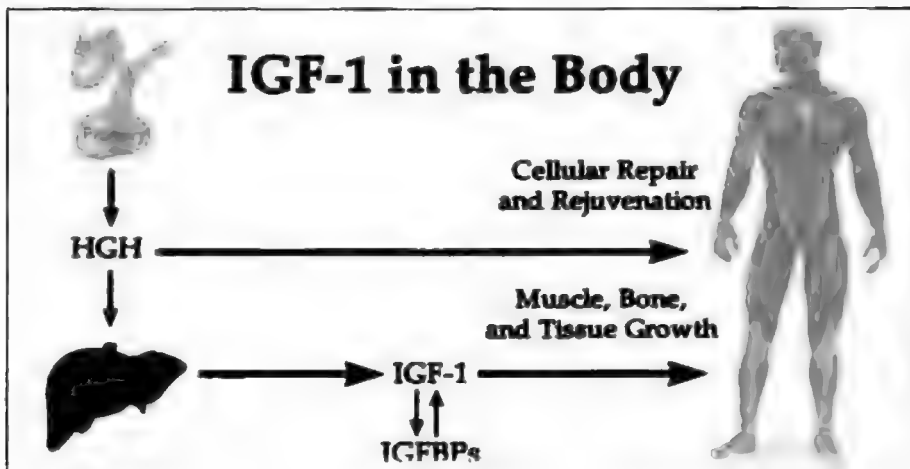 IGF-1 in the Body
Cellular Repair
and Rejuvenation
HGH
Muscle, Bone,
and Tissue Growth
IGF-1
IGFBPs